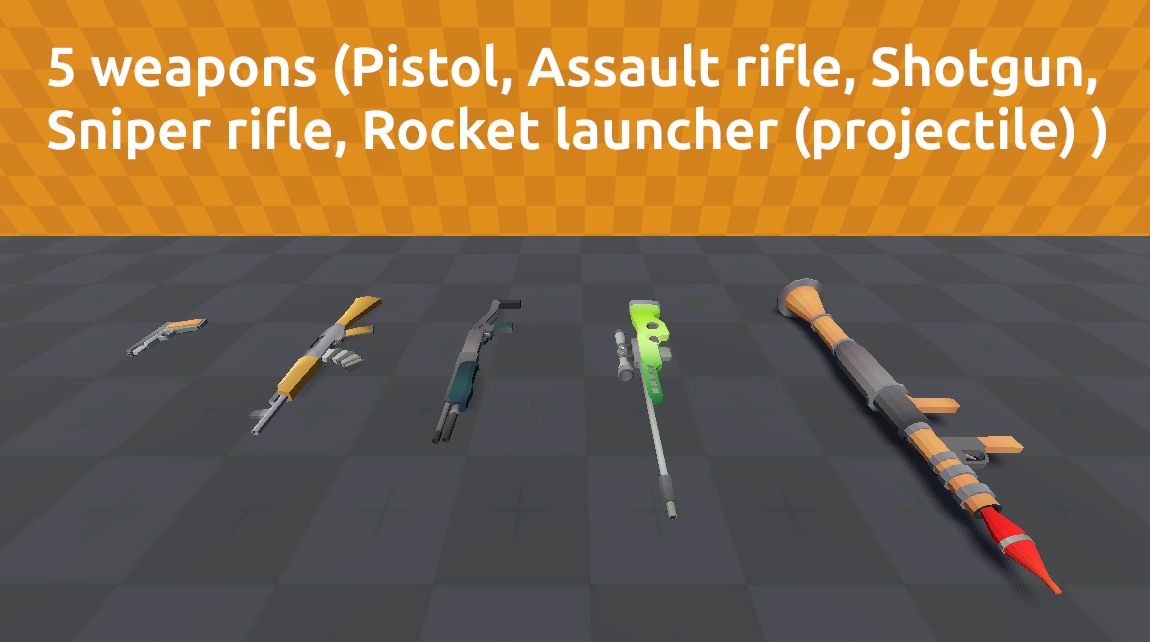 5 weapons (Pistol, Assault rifle, Shotgun,
Sniper rifle, Rocket launcher (projectile) )